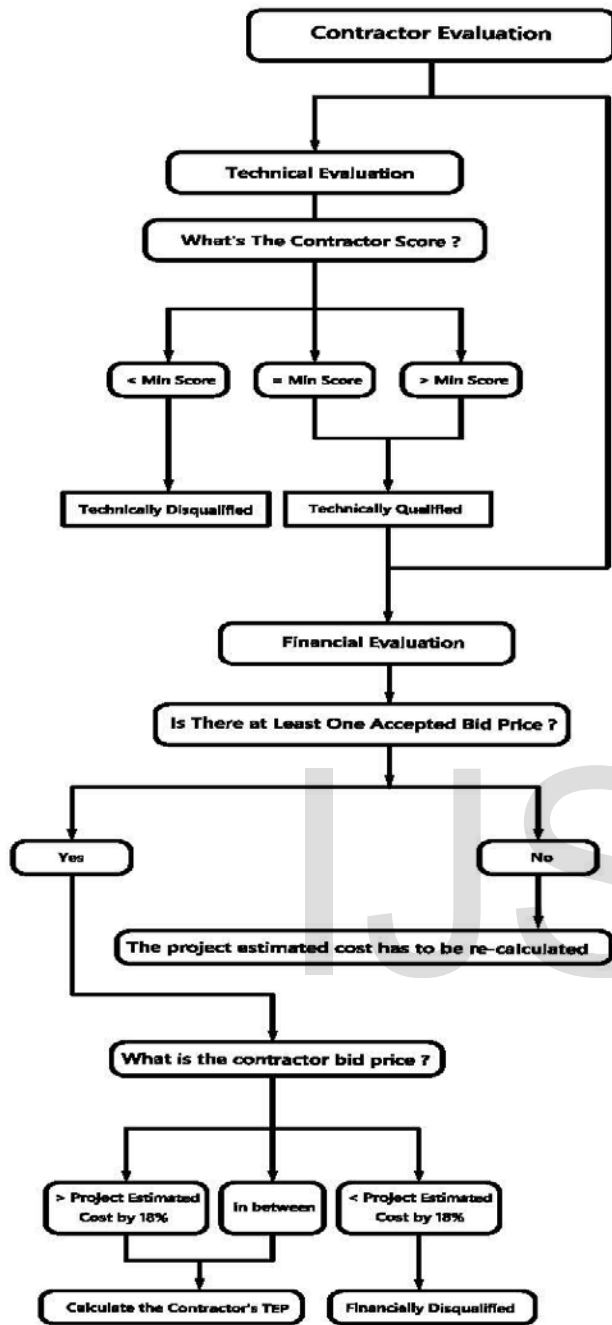 Contractor Evaluation
Technical Evaluation
What's The Contractor Score ?
< Min Score
= Min Score
> Min Score
Technically Disqualified
Technically Qualified
Financial Evaluation
Is There at Least One Accepted Bid Price ?
Yes
No
The project estimated cost has to be re-calculated
What is the contractor bid price ?
> Project Estimated
Cost by 18%
In between
< Project Estimated
Cost by 18%
Calculate the Contractor's TEP
Financially Disqualified
IJS